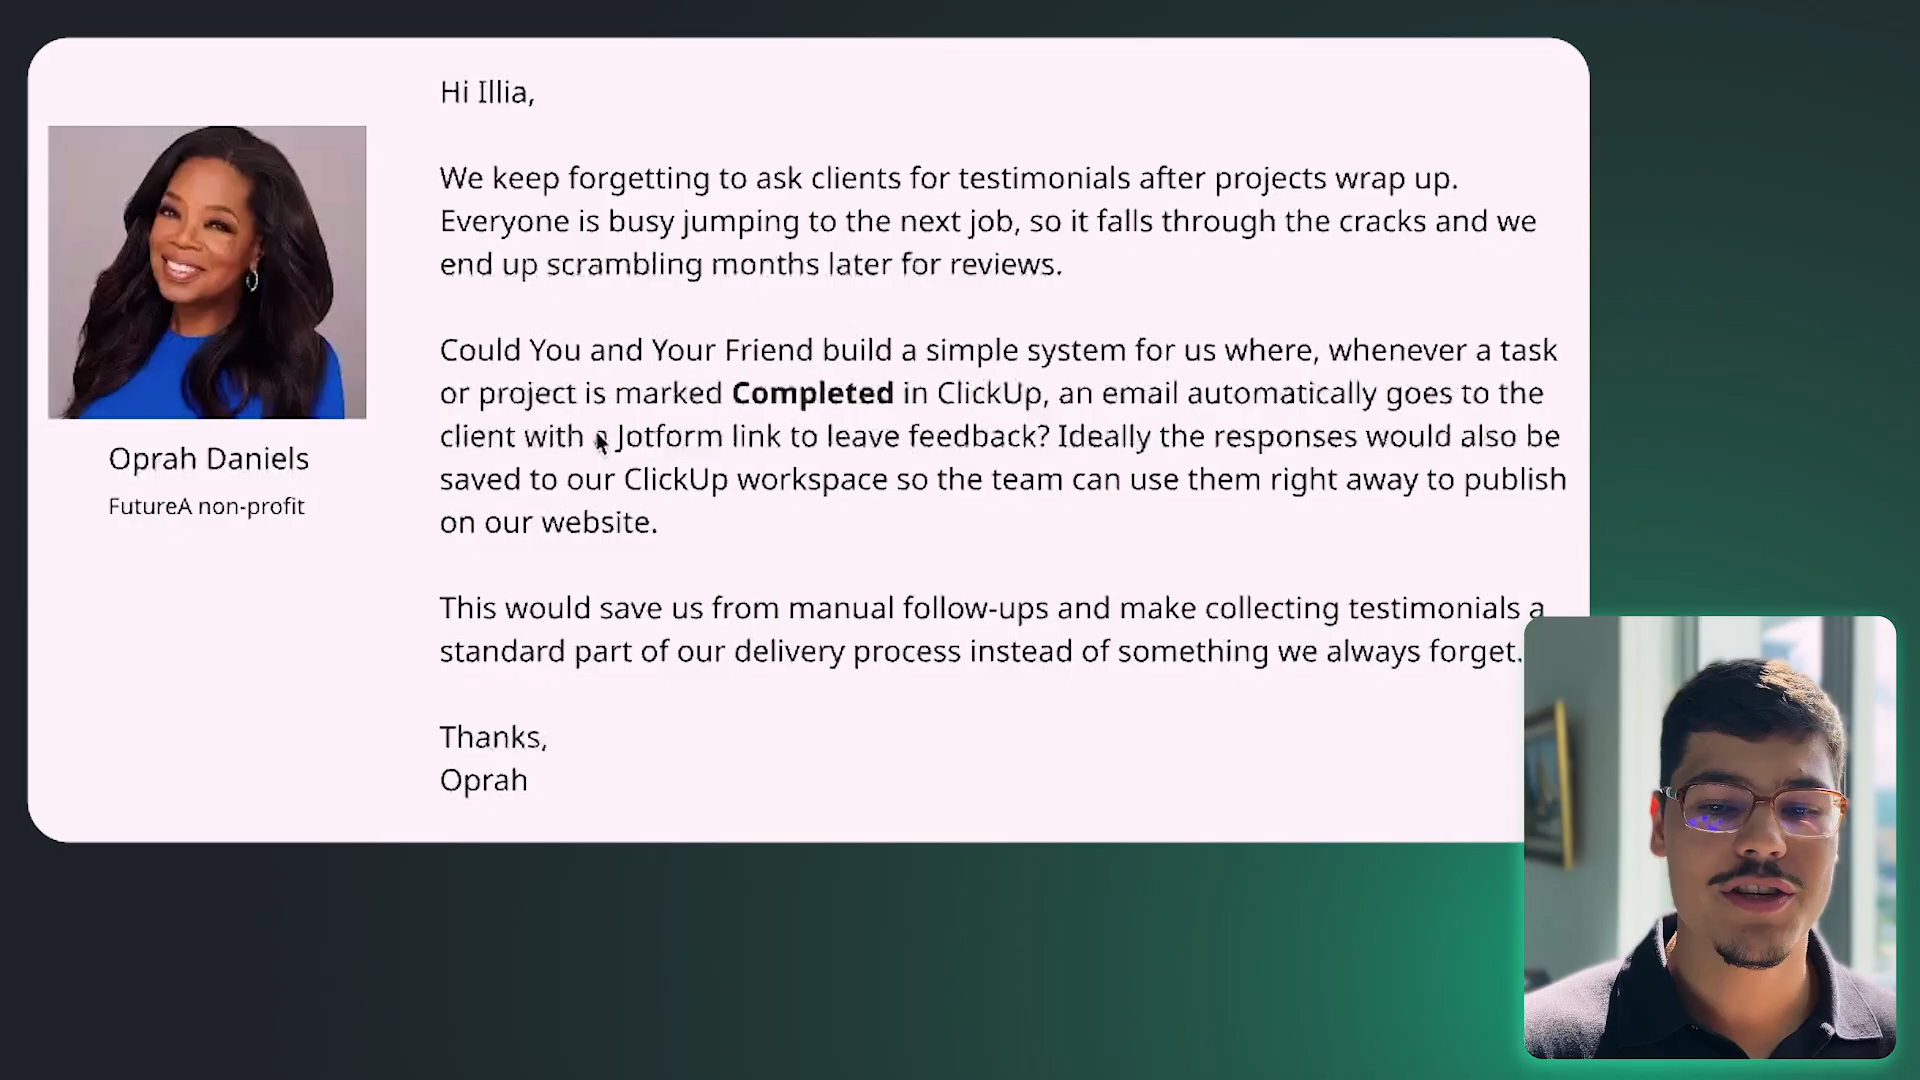 Hi Illia,
We keep forgetting to ask clients for testimonials after projects wrap up.
Everyone is busy jumping to the next job, so it falls through the cracks and we
end up scrambling months later for reviews.
Could You and Your Friend build a simple system for us where, whenever a task
or project is marked Completed in ClickUp, an email automatically goes to the
client with a Jotform link to leave feedback? Ideally the responses would also be
saved to our ClickUp workspace so the team can use them right away to publish
on our website.
This would save us from manual follow-ups and make collecting testimonials a
standard part of our delivery process instead of something we always forget.
Thanks,
Oprah
Oprah Daniels
FutureA non-profit